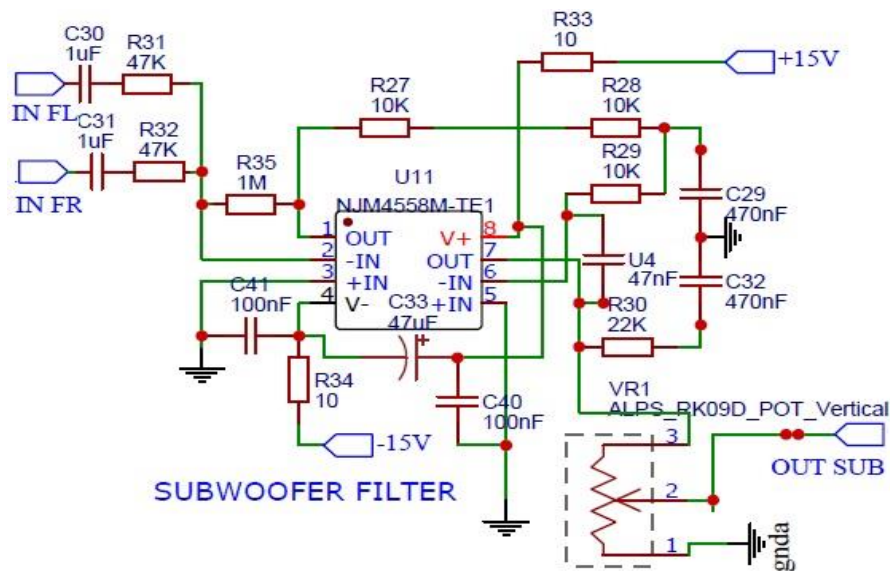 C30
1uF
R31
47K
IN FL
C31
1uF
R32
47K
IN FR
R33
10
+15V
R27
10K
R28
10K
R35
1M
R29
10K
U11
NJM4558M-TE1
1 OUT V+ 8
2 -IN OUT 7
3 +IN -IN 6
4 V- +IN 5
C29
470nF
U4
47nF
C32
470nF
C41
100nF
C33
47uF
+
R30
22K
R34
10
C40
100nF
-15V
VR1
ALPS_RK09D_POT_Vertical
3
2
1
OUT SUB
gnda
SUBWOOFER FILTER